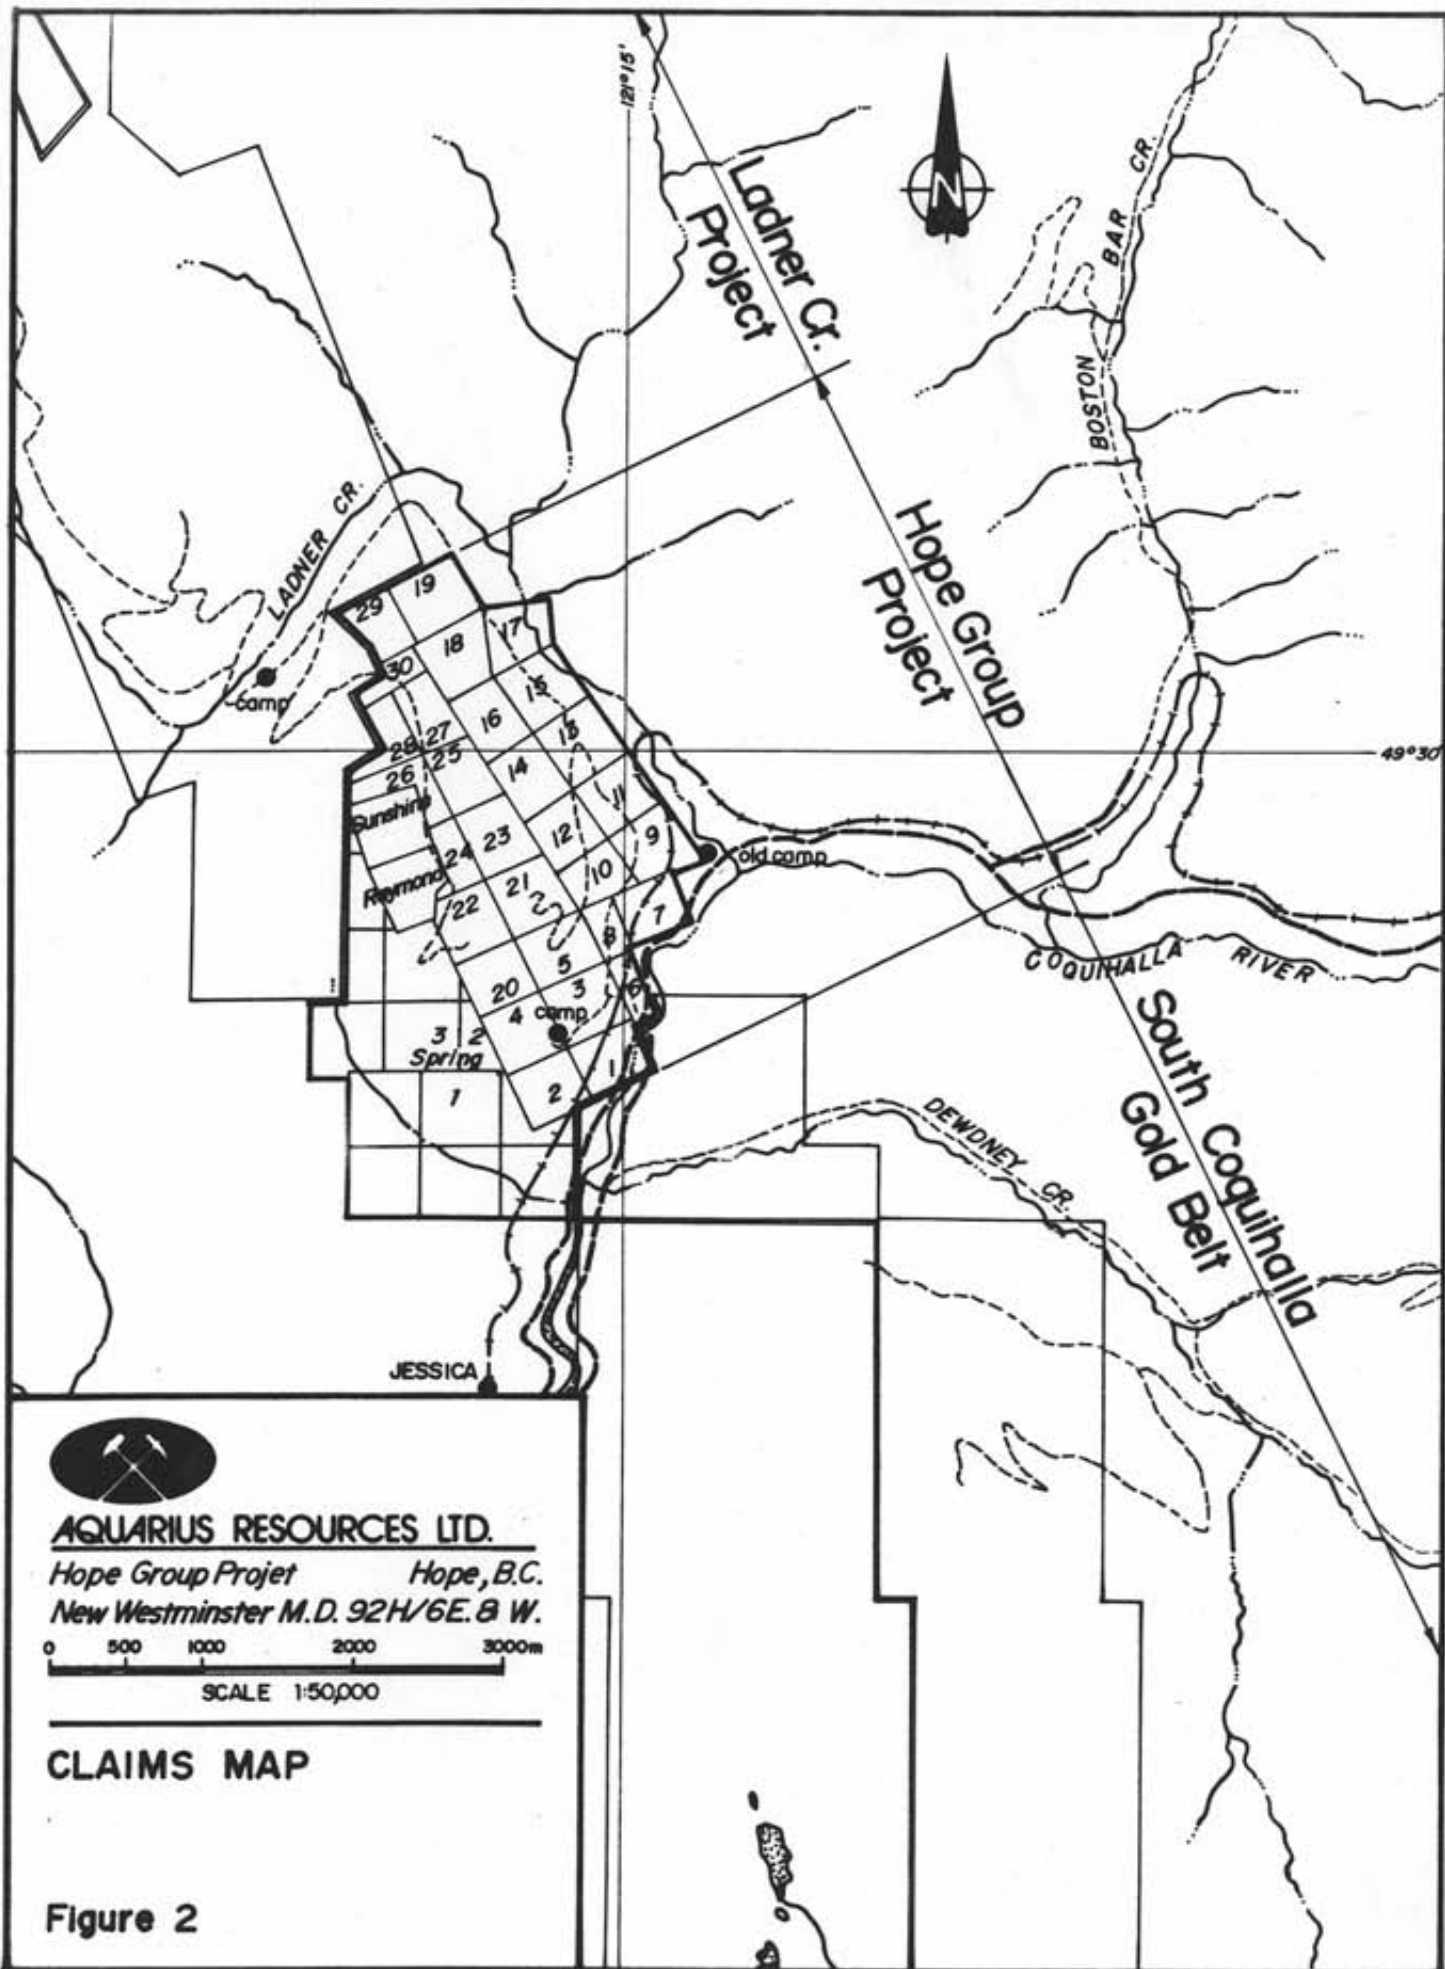 121°15'
N
Ladner Cr.
Project
BOSTON BAR CR.
Hope Group
Project
LADNER CR.
camp
29
19
17
18
30
15
16
13
28
27
25
26
14
11
Sunshine
12
9
23
24
old camp
Raymond
10
21
22
7
8
5
20
3
6
4
camp
3
2
Spring
1
1
2
49°30'
COQUIHALLA RIVER
South Coquihalla
Gold Belt
DEWDNEY CR.
JESSICA
AQUARIUS RESOURCES LTD.
Hope Group Projet Hope, B.C.
New Westminster M.D. 92H/6E. & W.
0 500 1000 2000 3000m
SCALE 1:50,000
CLAIMS MAP
Figure 2